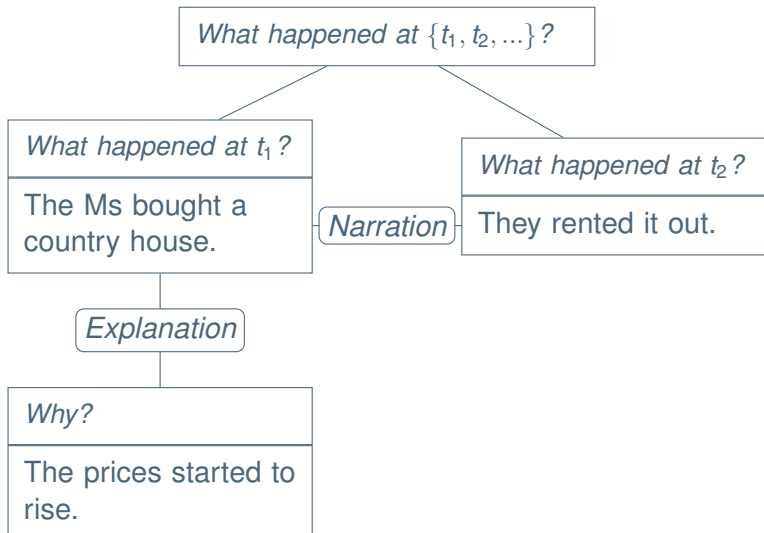 What happened at {t₁, t₂, ...}?
What happened at t₁?
The Ms bought a
country house.
Narration
What happened at t₂?
They rented it out.
Explanation
Why?
The prices started to
rise.